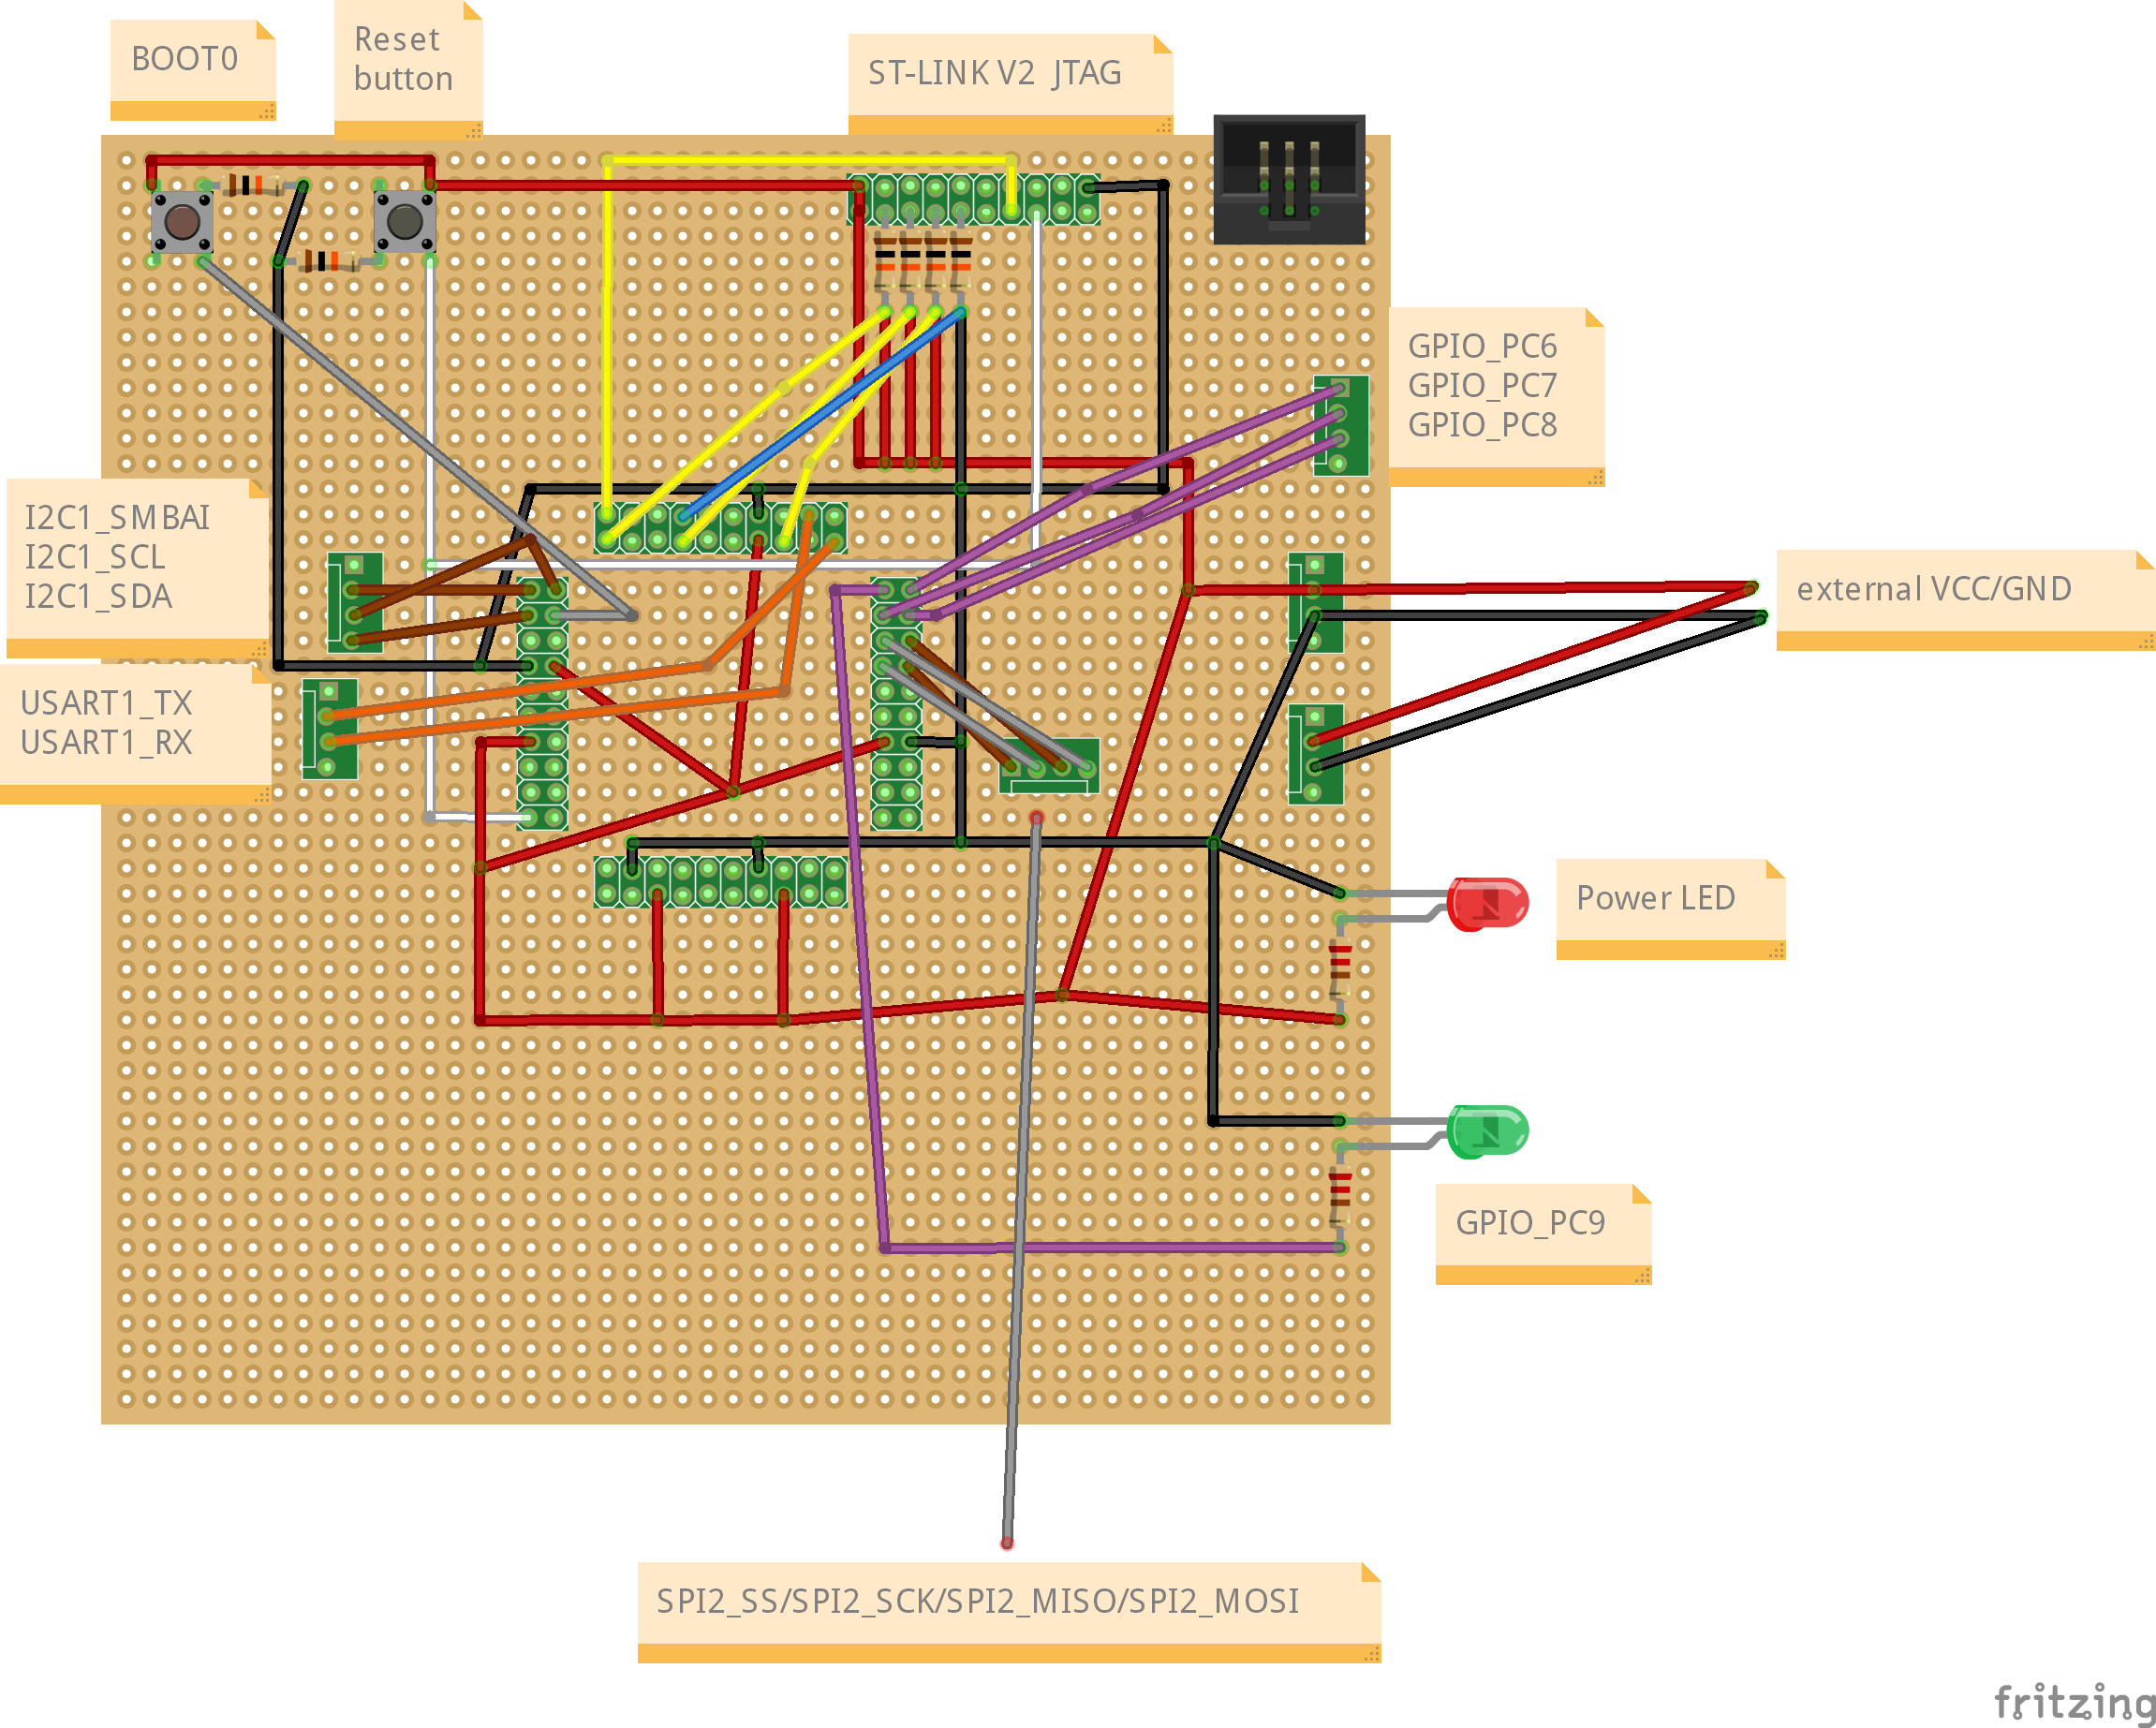 BOOT0
Reset
button
ST-LINK V2 JTAG
GPIO_PC6
GPIO_PC7
GPIO_PC8
I2C1_SMBAI
I2C1_SCL
I2C1_SDA
external VCC/GND
USART1_TX
USART1_RX
Power LED
GPIO_PC9
SPI2_SS/SPI2_SCK/SPI2_MISO/SPI2_MOSI
fritzing